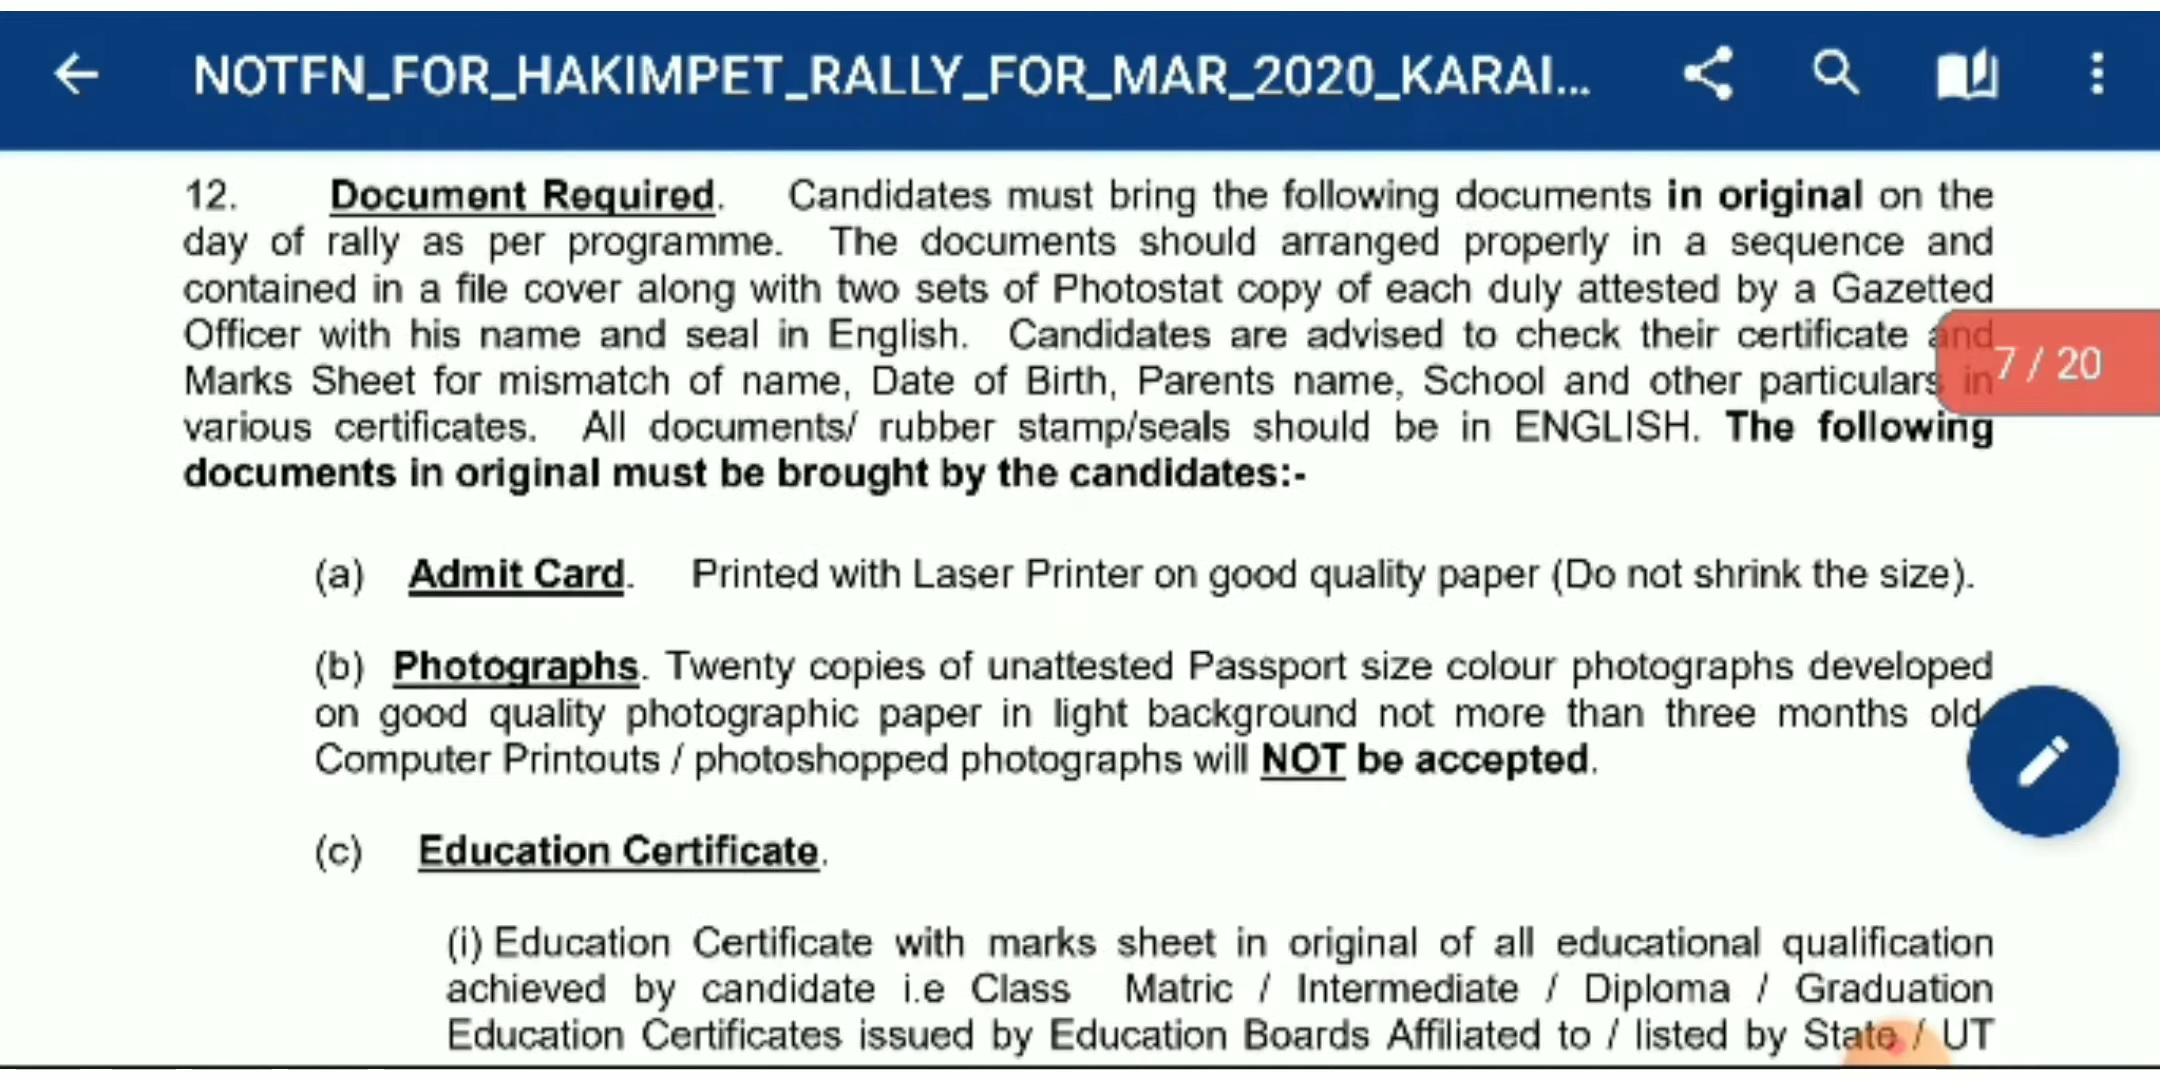 NOTFN_FOR_HAKIMPET_RALLY_FOR_MAR_2020_KARAI...
12. Document Required. Candidates must bring the following documents in original on the
day of rally as per programme. The documents should arranged properly in a sequence and
contained in a file cover along with two sets of Photostat copy of each duly attested by a Gazetted
Officer with his name and seal in English. Candidates are advised to check their certificate and
7 / 20
Marks Sheet for mismatch of name, Date of Birth, Parents name, School and other particulars in
various certificates. All documents/ rubber stamp/seals should be in ENGLISH. The following
documents in original must be brought by the candidates:-
(a) Admit Card. Printed with Laser Printer on good quality paper (Do not shrink the size).
(b) Photographs. Twenty copies of unattested Passport size colour photographs developed
on good quality photographic paper in light background not more than three months old
Computer Printouts / photoshopped photographs will NOT be accepted.
(c) Education Certificate.
(i) Education Certificate with marks sheet in original of all educational qualification
achieved by candidate i.e Class Matric / Intermediate / Diploma / Graduation
Education Certificates issued by Education Boards Affiliated to / listed by State / UT